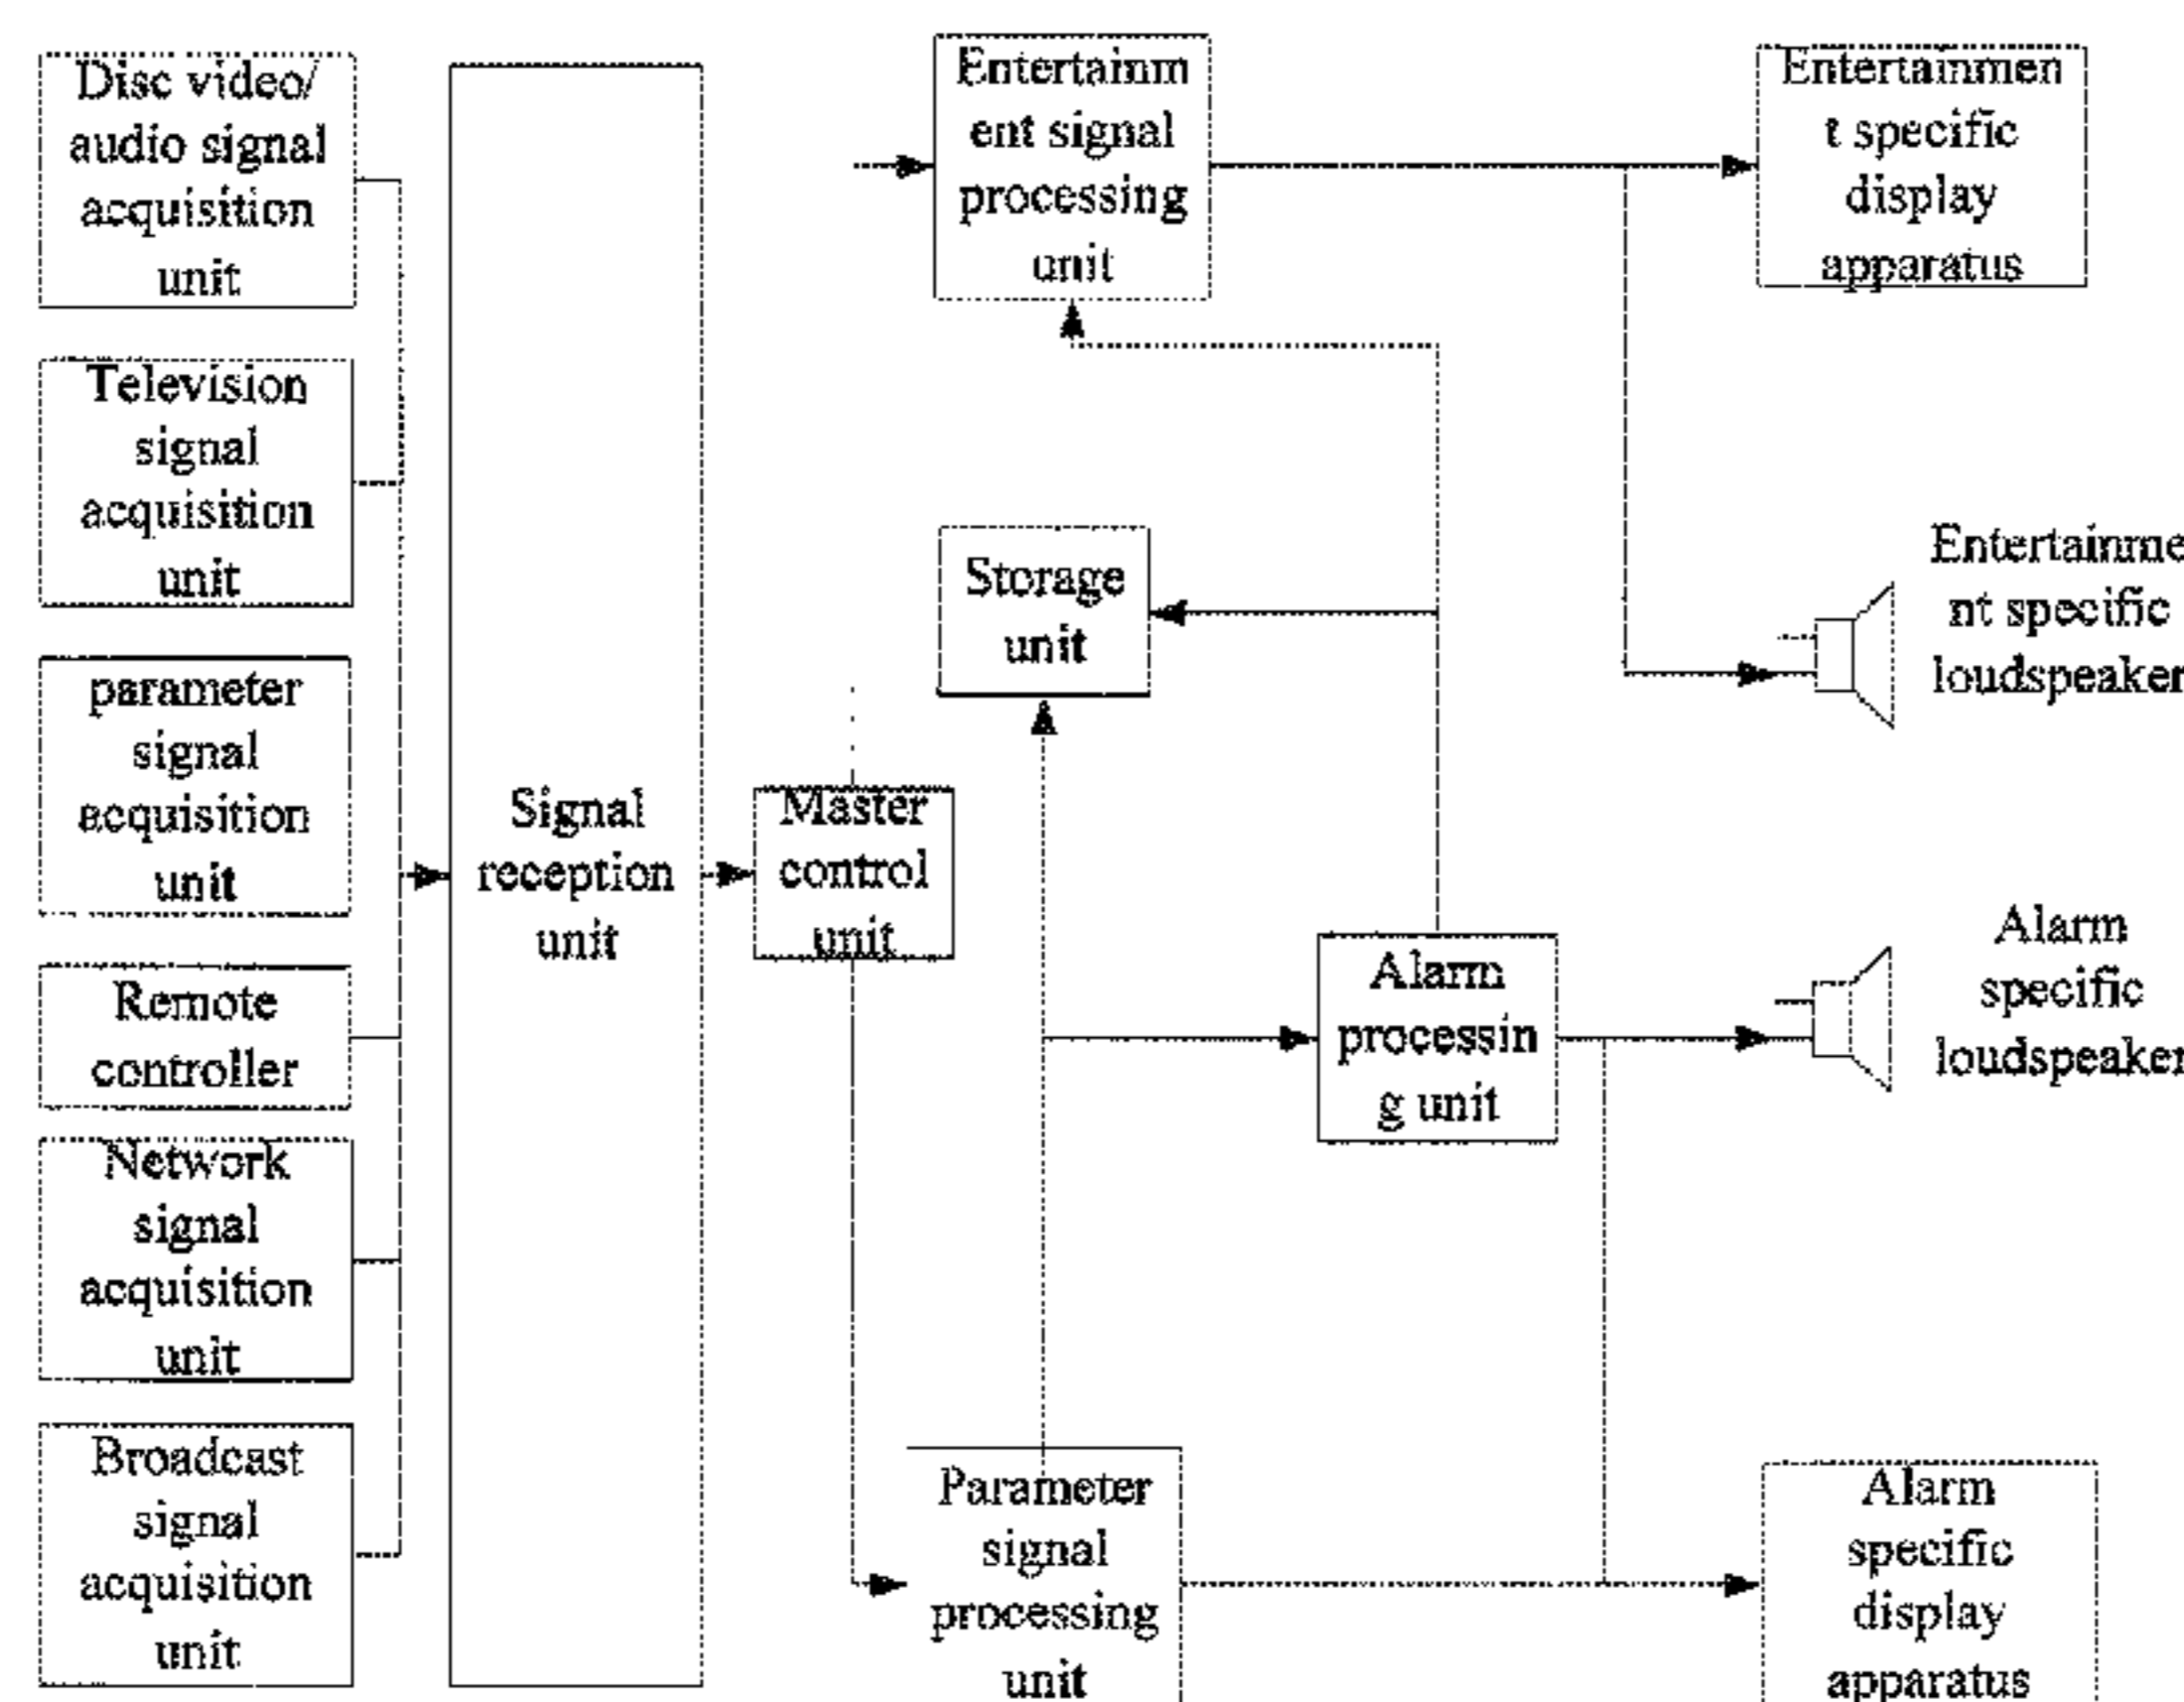 Disc video/
audio signal
acquisition
unit
Television
signal
acquisition
unit
parameter
signal
acquisition
unit
Remote
controller
Network
signal
acquisition
unit
Broadcast
signal
acquisition
unit
Signal
reception
unit
Master
control
unit
Entertainm
ent signal
processing
unit
Storage
unit
Parameter
signal
processing
unit
Alarm
processin
g unit
Entertainmen
t specific
display
apparatus
Entertainme
nt specific
loudspeaker
Alarm
specific
loudspeaker
Alarm
specific
display
apparatus